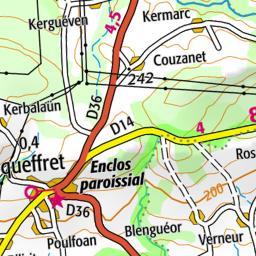 Kerguéven
Kermarc
4.5
Couzanet
242
D36
Kerbalaün
D14
4
8
0,4
queffret
Enclos
paroissial
Ros
200
D36
Poulfoan
Blenguéor
Verneur